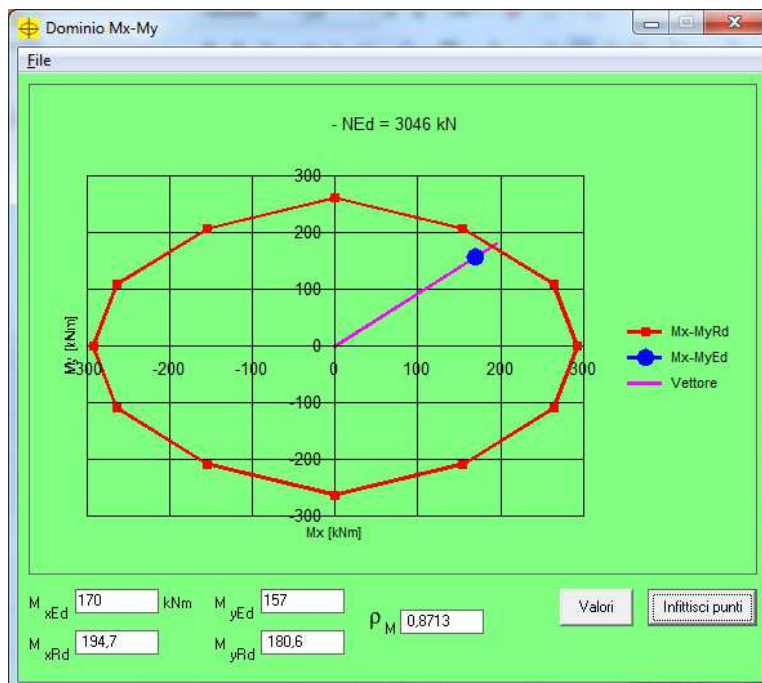 Dominio Mx-My
File
- NEd = 3046 kN
300
200
100
0
-100
-200
-300
-300 -200 -100 0 100 200 300
My [kNm]
Mx [kNm]
Mx-MyRd
Mx-MyEd
Vettore
M xEd 170 kNm M yEd 157
ρ M 0,8713
M xRd 194,7 M yRd 180,6
Valori Infittisci punti